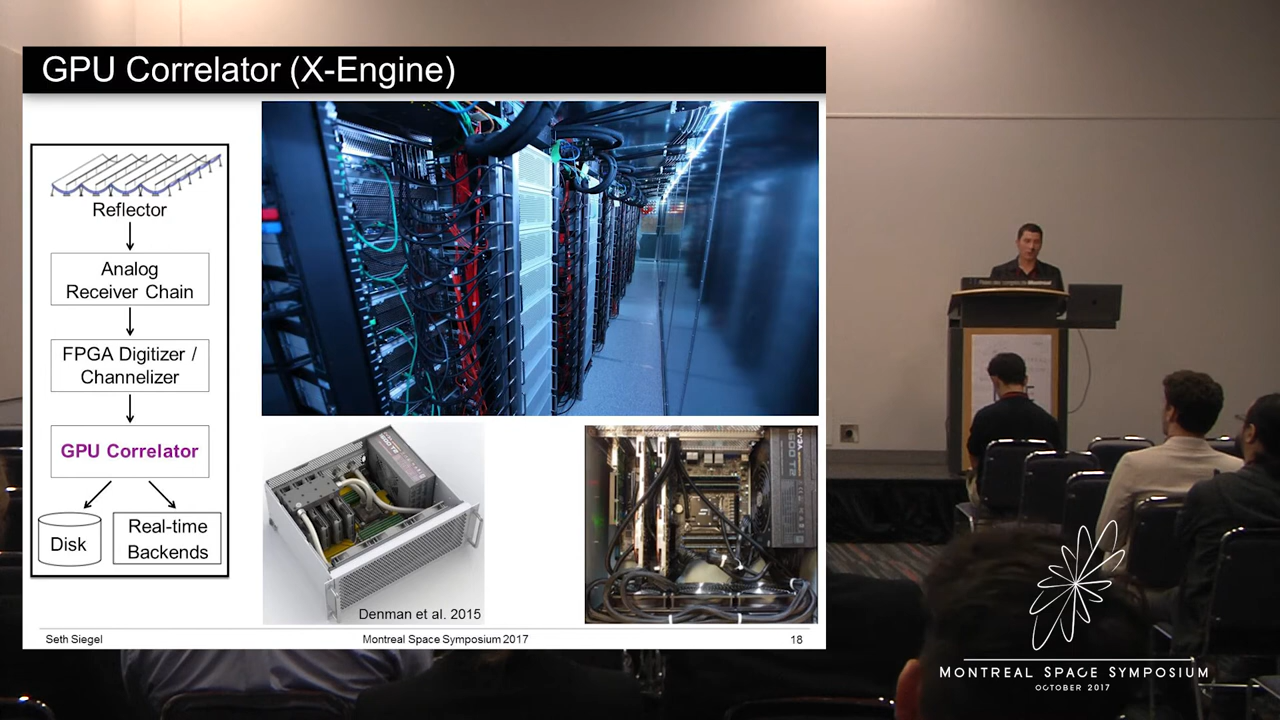 GPU Correlator (X-Engine)
Reflector
Analog
Receiver Chain
FPGA Digitizer /
Channelizer
GPU Correlator
Disk
Real-time
Backends
Denman et al. 2015
Seth Siegel
Montreal Space Symposium 2017
18
MONTREAL SPACE SYMPOSIUM
OCTOBER 2017